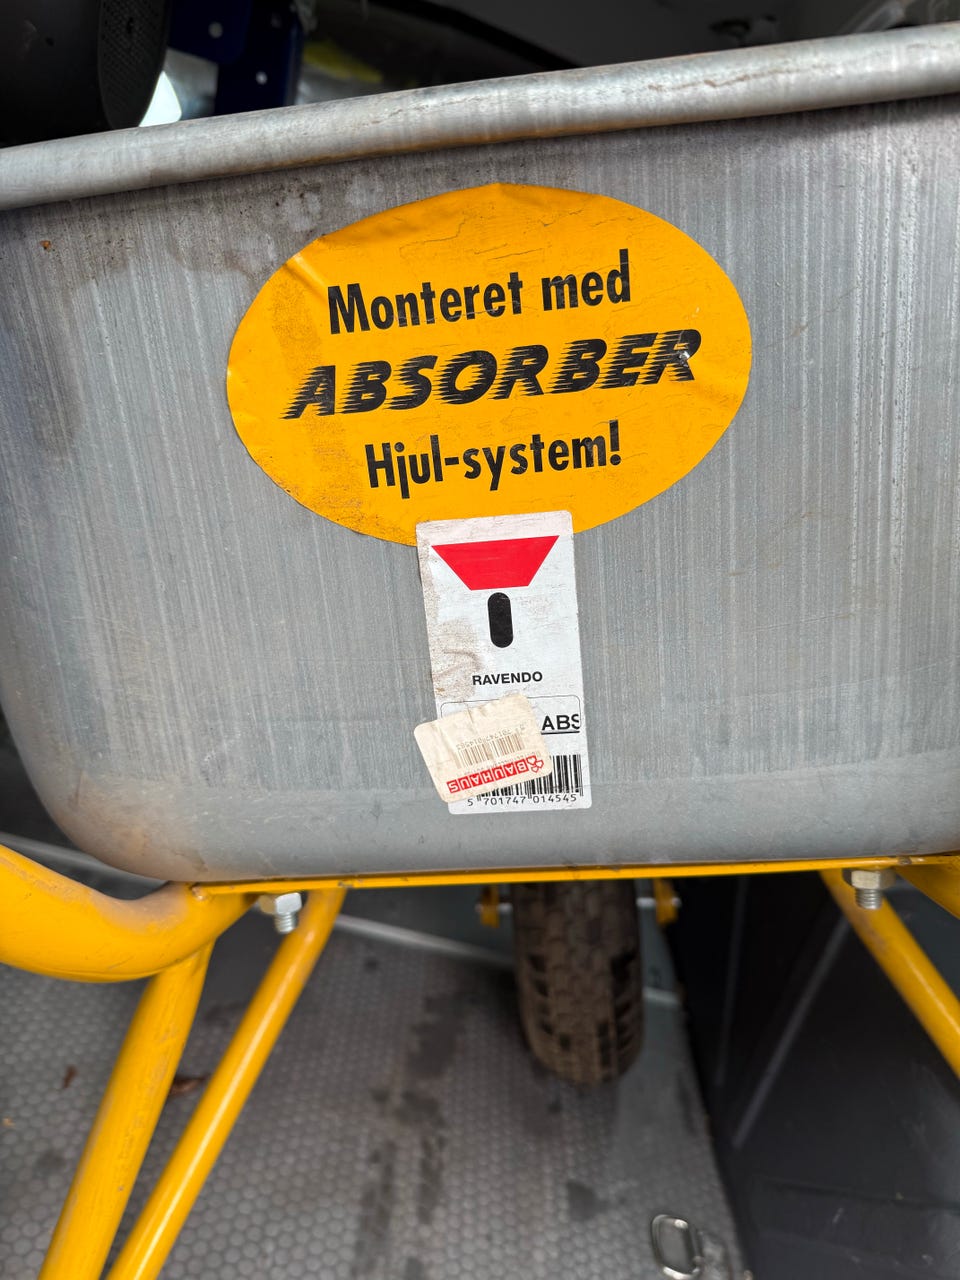 Monteret med
ABSORBER
Hjul-system!
RAVENDO
ABS
BAUHAUS
5 701747 014545